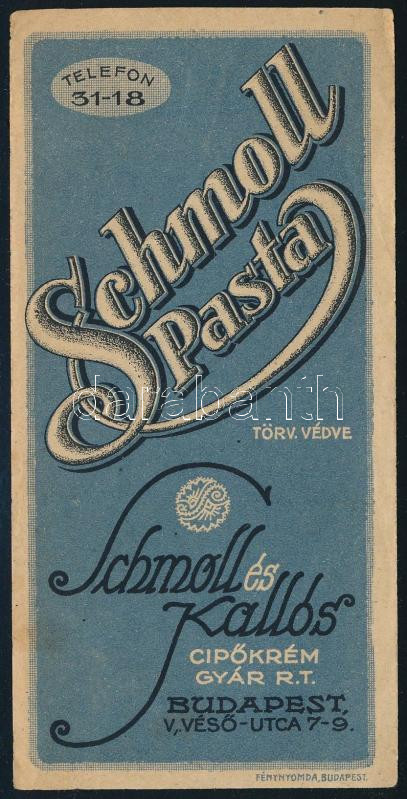 TELEFON
31-18
Schmoll
Pasta
darabanth
TÖRV. VÉDVE
Schmoll és
Kallós
CIPŐKRÉM
GYÁR R.T.
BUDAPEST,
V., VÉSŐ-UTCA 7-9.
FÉNYNYOMDA, BUDAPEST.